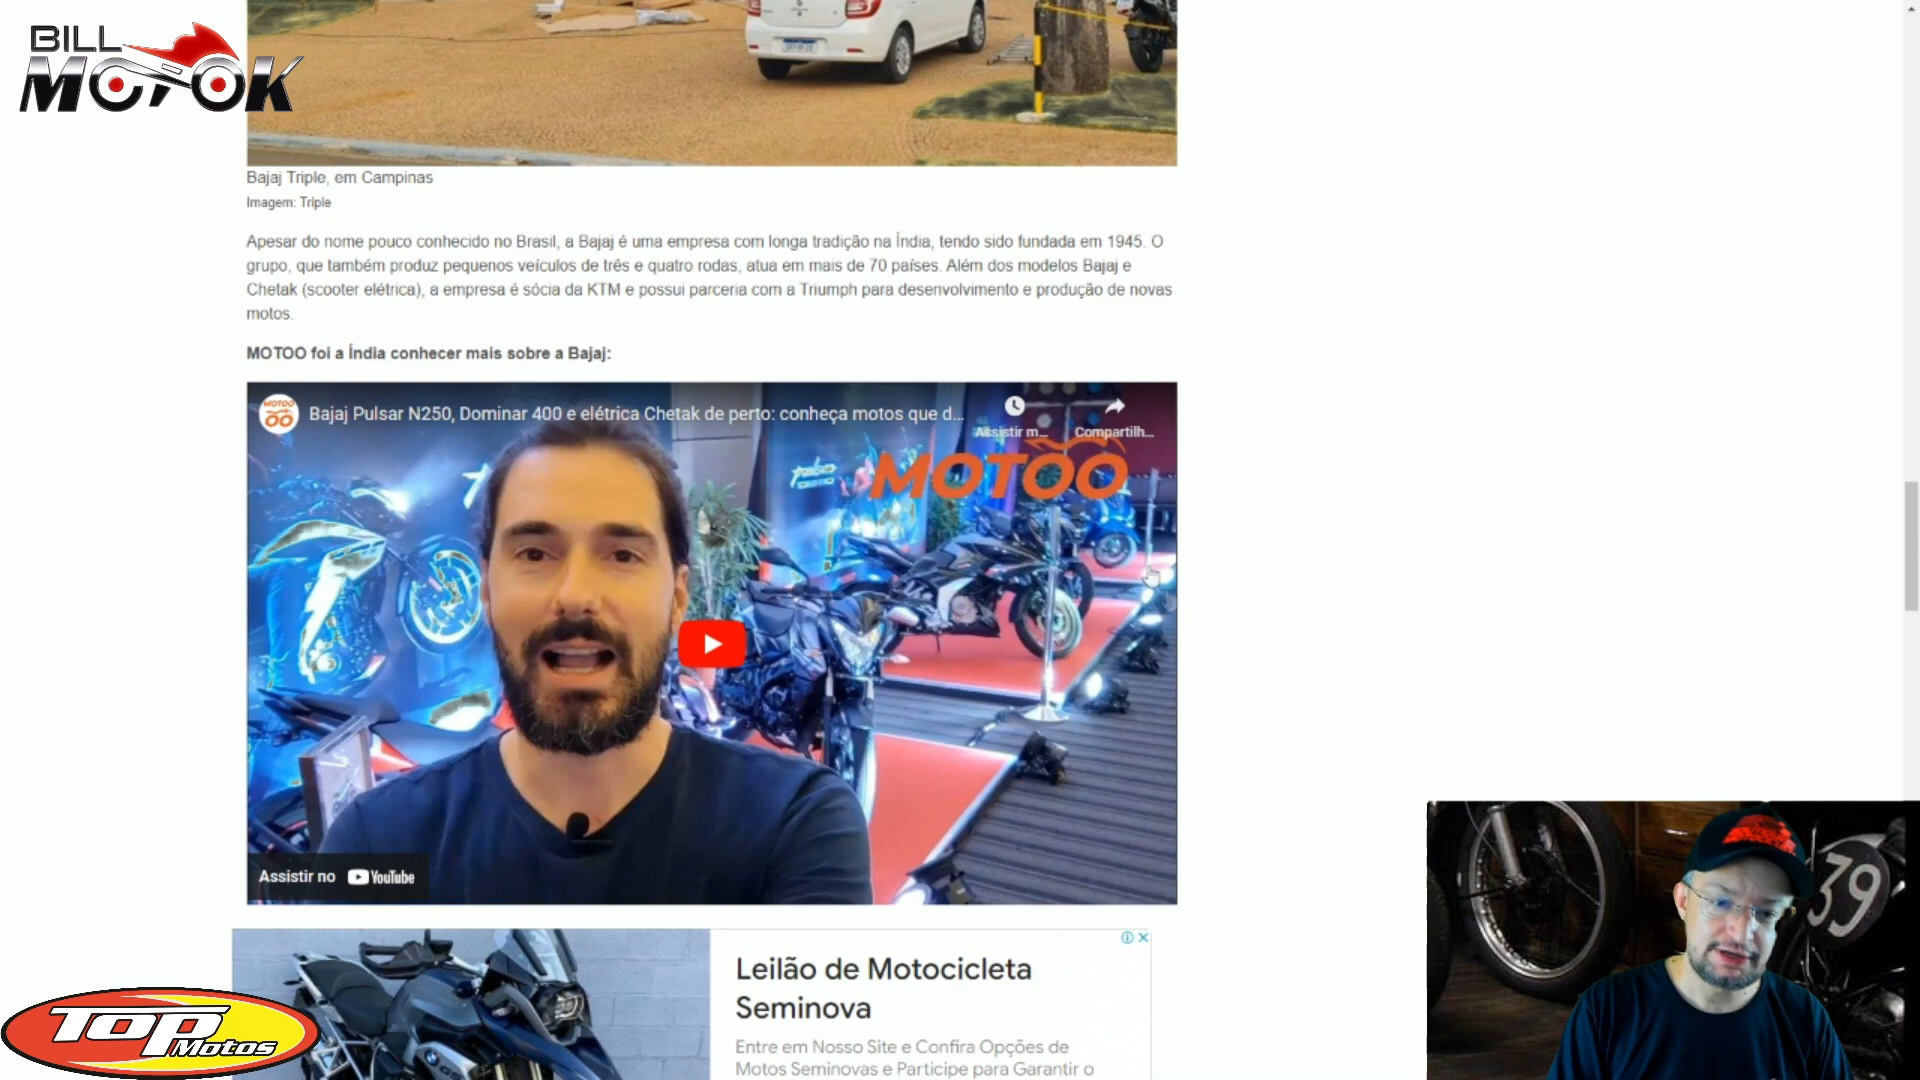 BILL
MOTOK
Bajaj Triple, em Campinas
Imagem: Triple
Apesar do nome pouco conhecido no Brasil, a Bajaj é uma empresa com longa tradição na Índia, tendo sido fundada em 1945. O
grupo, que também produz pequenos veículos de três e quatro rodas, atua em mais de 70 países. Além dos modelos Bajaj e
Chetak (scooter elétrica), a empresa é sócia da KTM e possui parceria com a Triumph para desenvolvimento e produção de novas
motos.
MOTOO foi a Índia conhecer mais sobre a Bajaj:
MOTOO
Bajaj Pulsar N250, Dominar 400 e elétrica Chetak de perto: conheça motos que d...
Assistir m...
Compartilh...
MOTOO
pulsar
Assistir no YouTube
39
Leilão de Motocicleta
Seminova
Entre em Nosso Site e Confira Opções de
Motos Seminovas e Participe para Garantir o
TOP
Motos